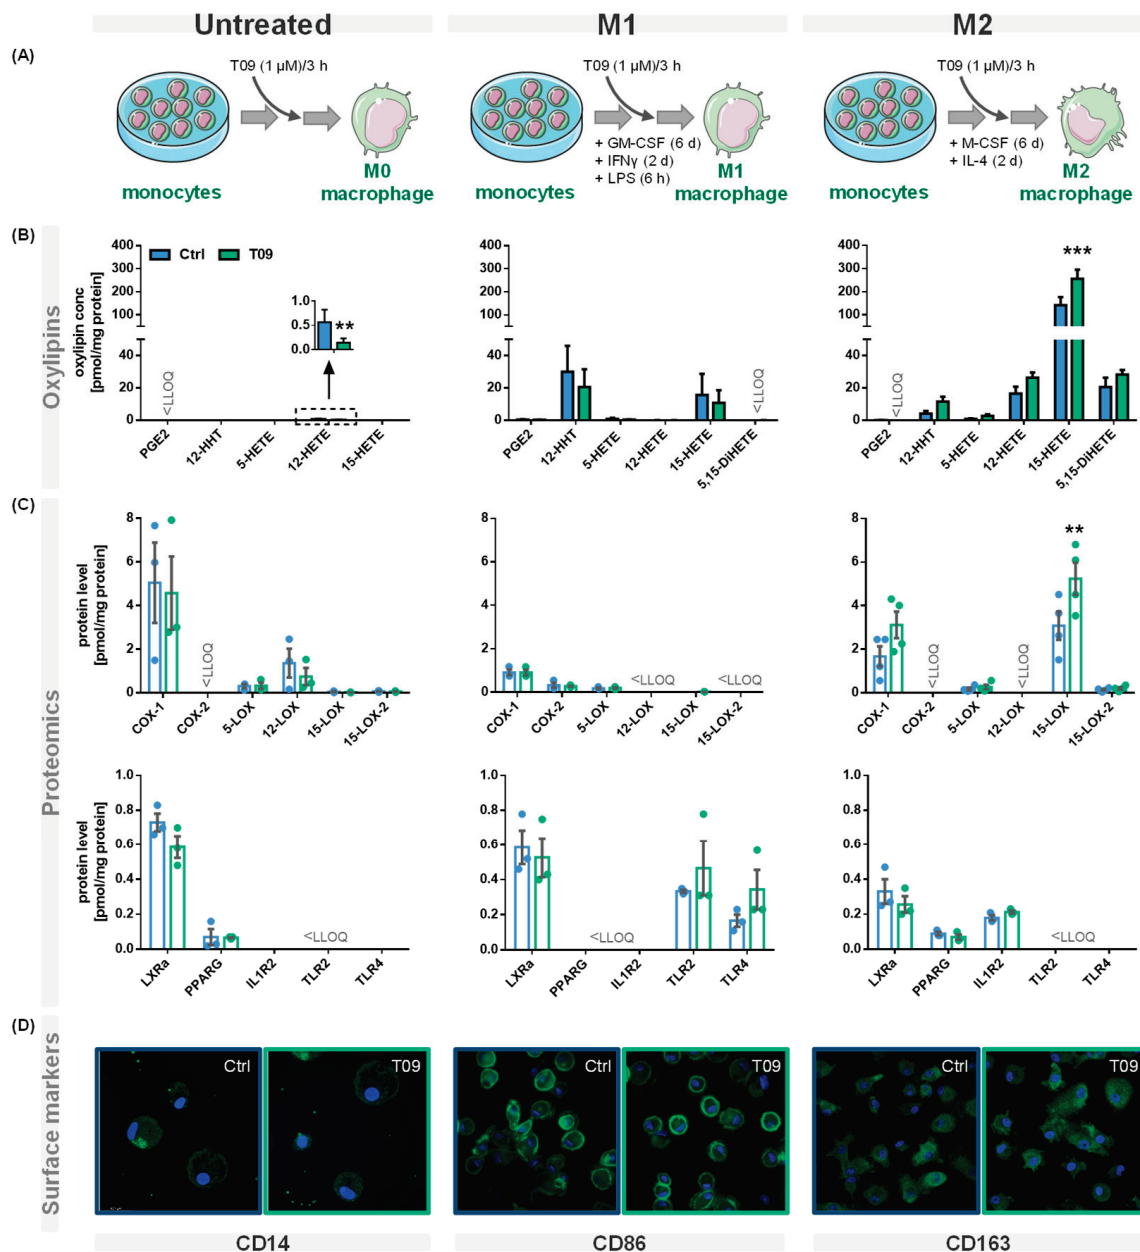 Untreated
M1
M2
(A)
T09 (1 µM)/3 h
monocytes
M0
macrophage
T09 (1 µM)/3 h
+ GM-CSF (6 d)
+ IFNγ (2 d)
+ LPS (6 h)
monocytes
M1
macrophage
T09 (1 µM)/3 h
+ M-CSF (6 d)
+ IL-4 (2 d)
monocytes
M2
macrophage
(B)
Oxylipins
oxylipin conc
[pmol/mg protein]
400
300
200
100
40
20
0
Ctrl
T09
1.0
0.5
0.0
**
<LLOQ
PGE2
12-HHT
5-HETE
12-HETE
15-HETE
400
300
200
100
40
20
0
<LLOQ
PGE2
12-HHT
5-HETE
12-HETE
15-HETE
5,15-DiHETE
400
300
200
100
40
20
0
***
<LLOQ
PGE2
12-HHT
5-HETE
12-HETE
15-HETE
5,15-DiHETE
(C)
Proteomics
protein level
[pmol/mg protein]
8
6
4
2
0
<LLOQ
COX-1
COX-2
5-LOX
12-LOX
15-LOX
15-LOX-2
8
6
4
2
0
<LLOQ
<LLOQ
COX-1
COX-2
5-LOX
12-LOX
15-LOX
15-LOX-2
8
6
4
2
0
**
<LLOQ
<LLOQ
COX-1
COX-2
5-LOX
12-LOX
15-LOX
15-LOX-2
protein level
[pmol/mg protein]
1.0
0.8
0.6
0.4
0.2
0.0
<LLOQ
LXRa
PPARG
IL1R2
TLR2
TLR4
1.0
0.8
0.6
0.4
0.2
0.0
<LLOQ
LXRa
PPARG
IL1R2
TLR2
TLR4
1.0
0.8
0.6
0.4
0.2
0.0
<LLOQ
LXRa
PPARG
IL1R2
TLR2
TLR4
(D)
Surface markers
Ctrl
T09
Ctrl
T09
Ctrl
T09
CD14
CD86
CD163